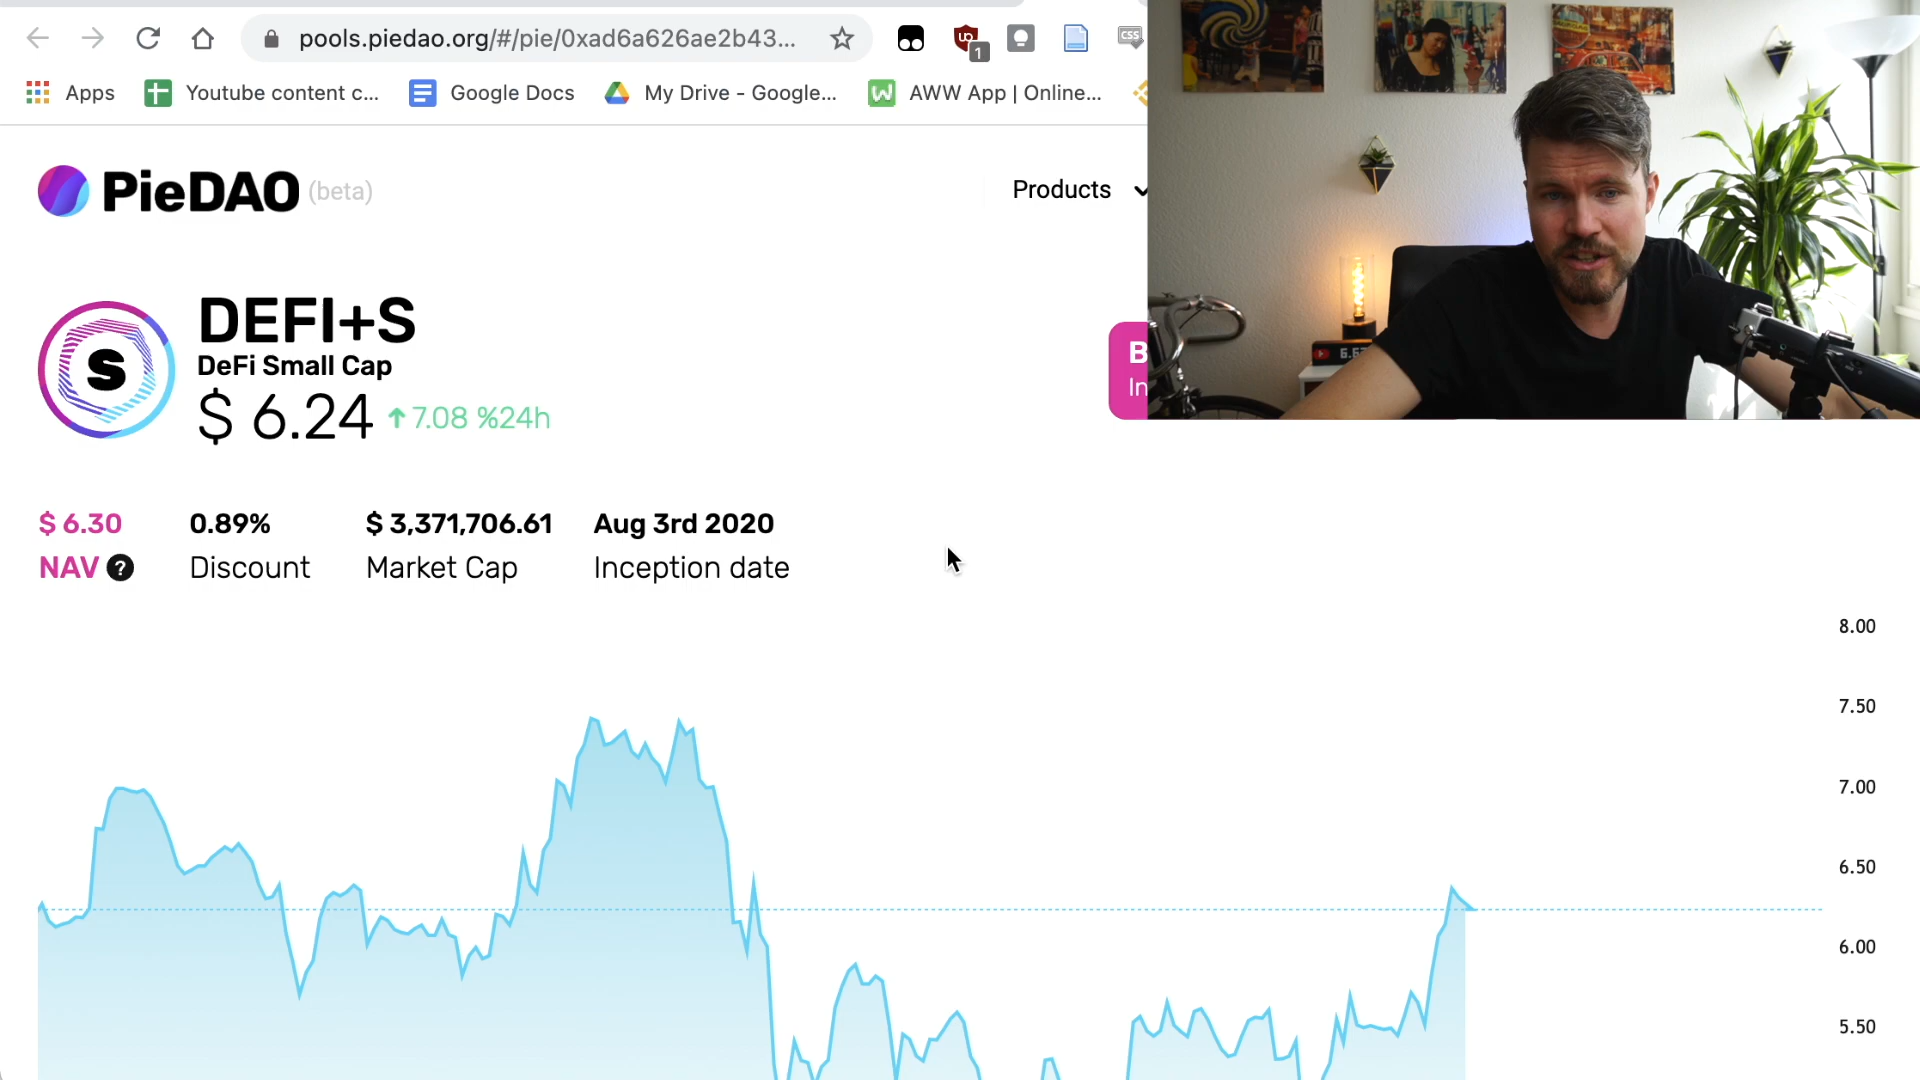 pools.piedao.org/#/pie/0xad6a626ae2b43...
1
CSS
Apps
Youtube content c...
Google Docs
My Drive - Google...
AWW App | Online...
PieDAO (beta)
Products
S
DEFI+S
DeFi Small Cap
$ 6.24
7.08 %24h
B
In
$ 6.30
NAV ?
0.89%
Discount
$ 3,371,706.61
Market Cap
Aug 3rd 2020
Inception date
8.00
7.50
7.00
6.50
6.00
5.50